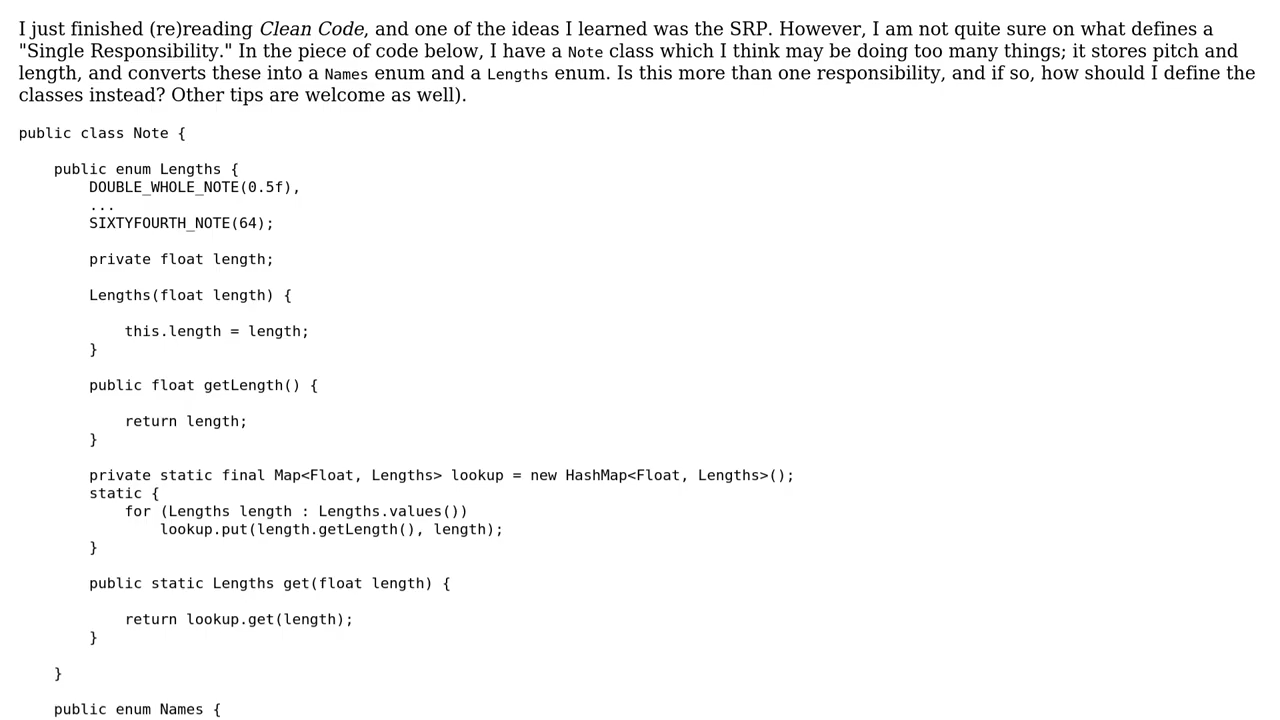 I just finished (re)reading Clean Code, and one of the ideas I learned was the SRP. However, I am not quite sure on what defines a
"Single Responsibility." In the piece of code below, I have a Note class which I think may be doing too many things; it stores pitch and
length, and converts these into a Names enum and a Lengths enum. Is this more than one responsibility, and if so, how should I define the
classes instead? Other tips are welcome as well).
public class Note {
    public enum Lengths {
        DOUBLE_WHOLE_NOTE(0.5f),
        ...
        SIXTYFOURTH_NOTE(64);
        private float length;
        Lengths(float length) {
            this.length = length;
        }
        public float getLength() {
            return length;
        }
        private static final Map<Float, Lengths> lookup = new HashMap<Float, Lengths>();
        static {
            for (Lengths length : Lengths.values())
                lookup.put(length.getLength(), length);
        }
        public static Lengths get(float length) {
            return lookup.get(length);
        }
    }
    public enum Names {